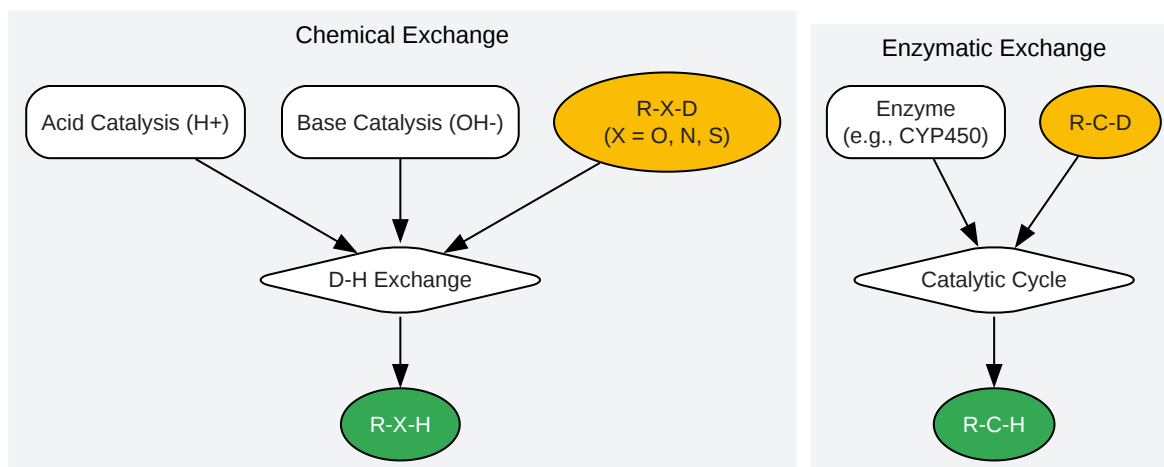 Chemical Exchange
Acid Catalysis (H+)
Base Catalysis (OH-)
R-X-D
(X = O, N, S)
D-H Exchange
R-X-H
Enzymatic Exchange
Enzyme
(e.g., CYP450)
R-C-D
Catalytic Cycle
R-C-H